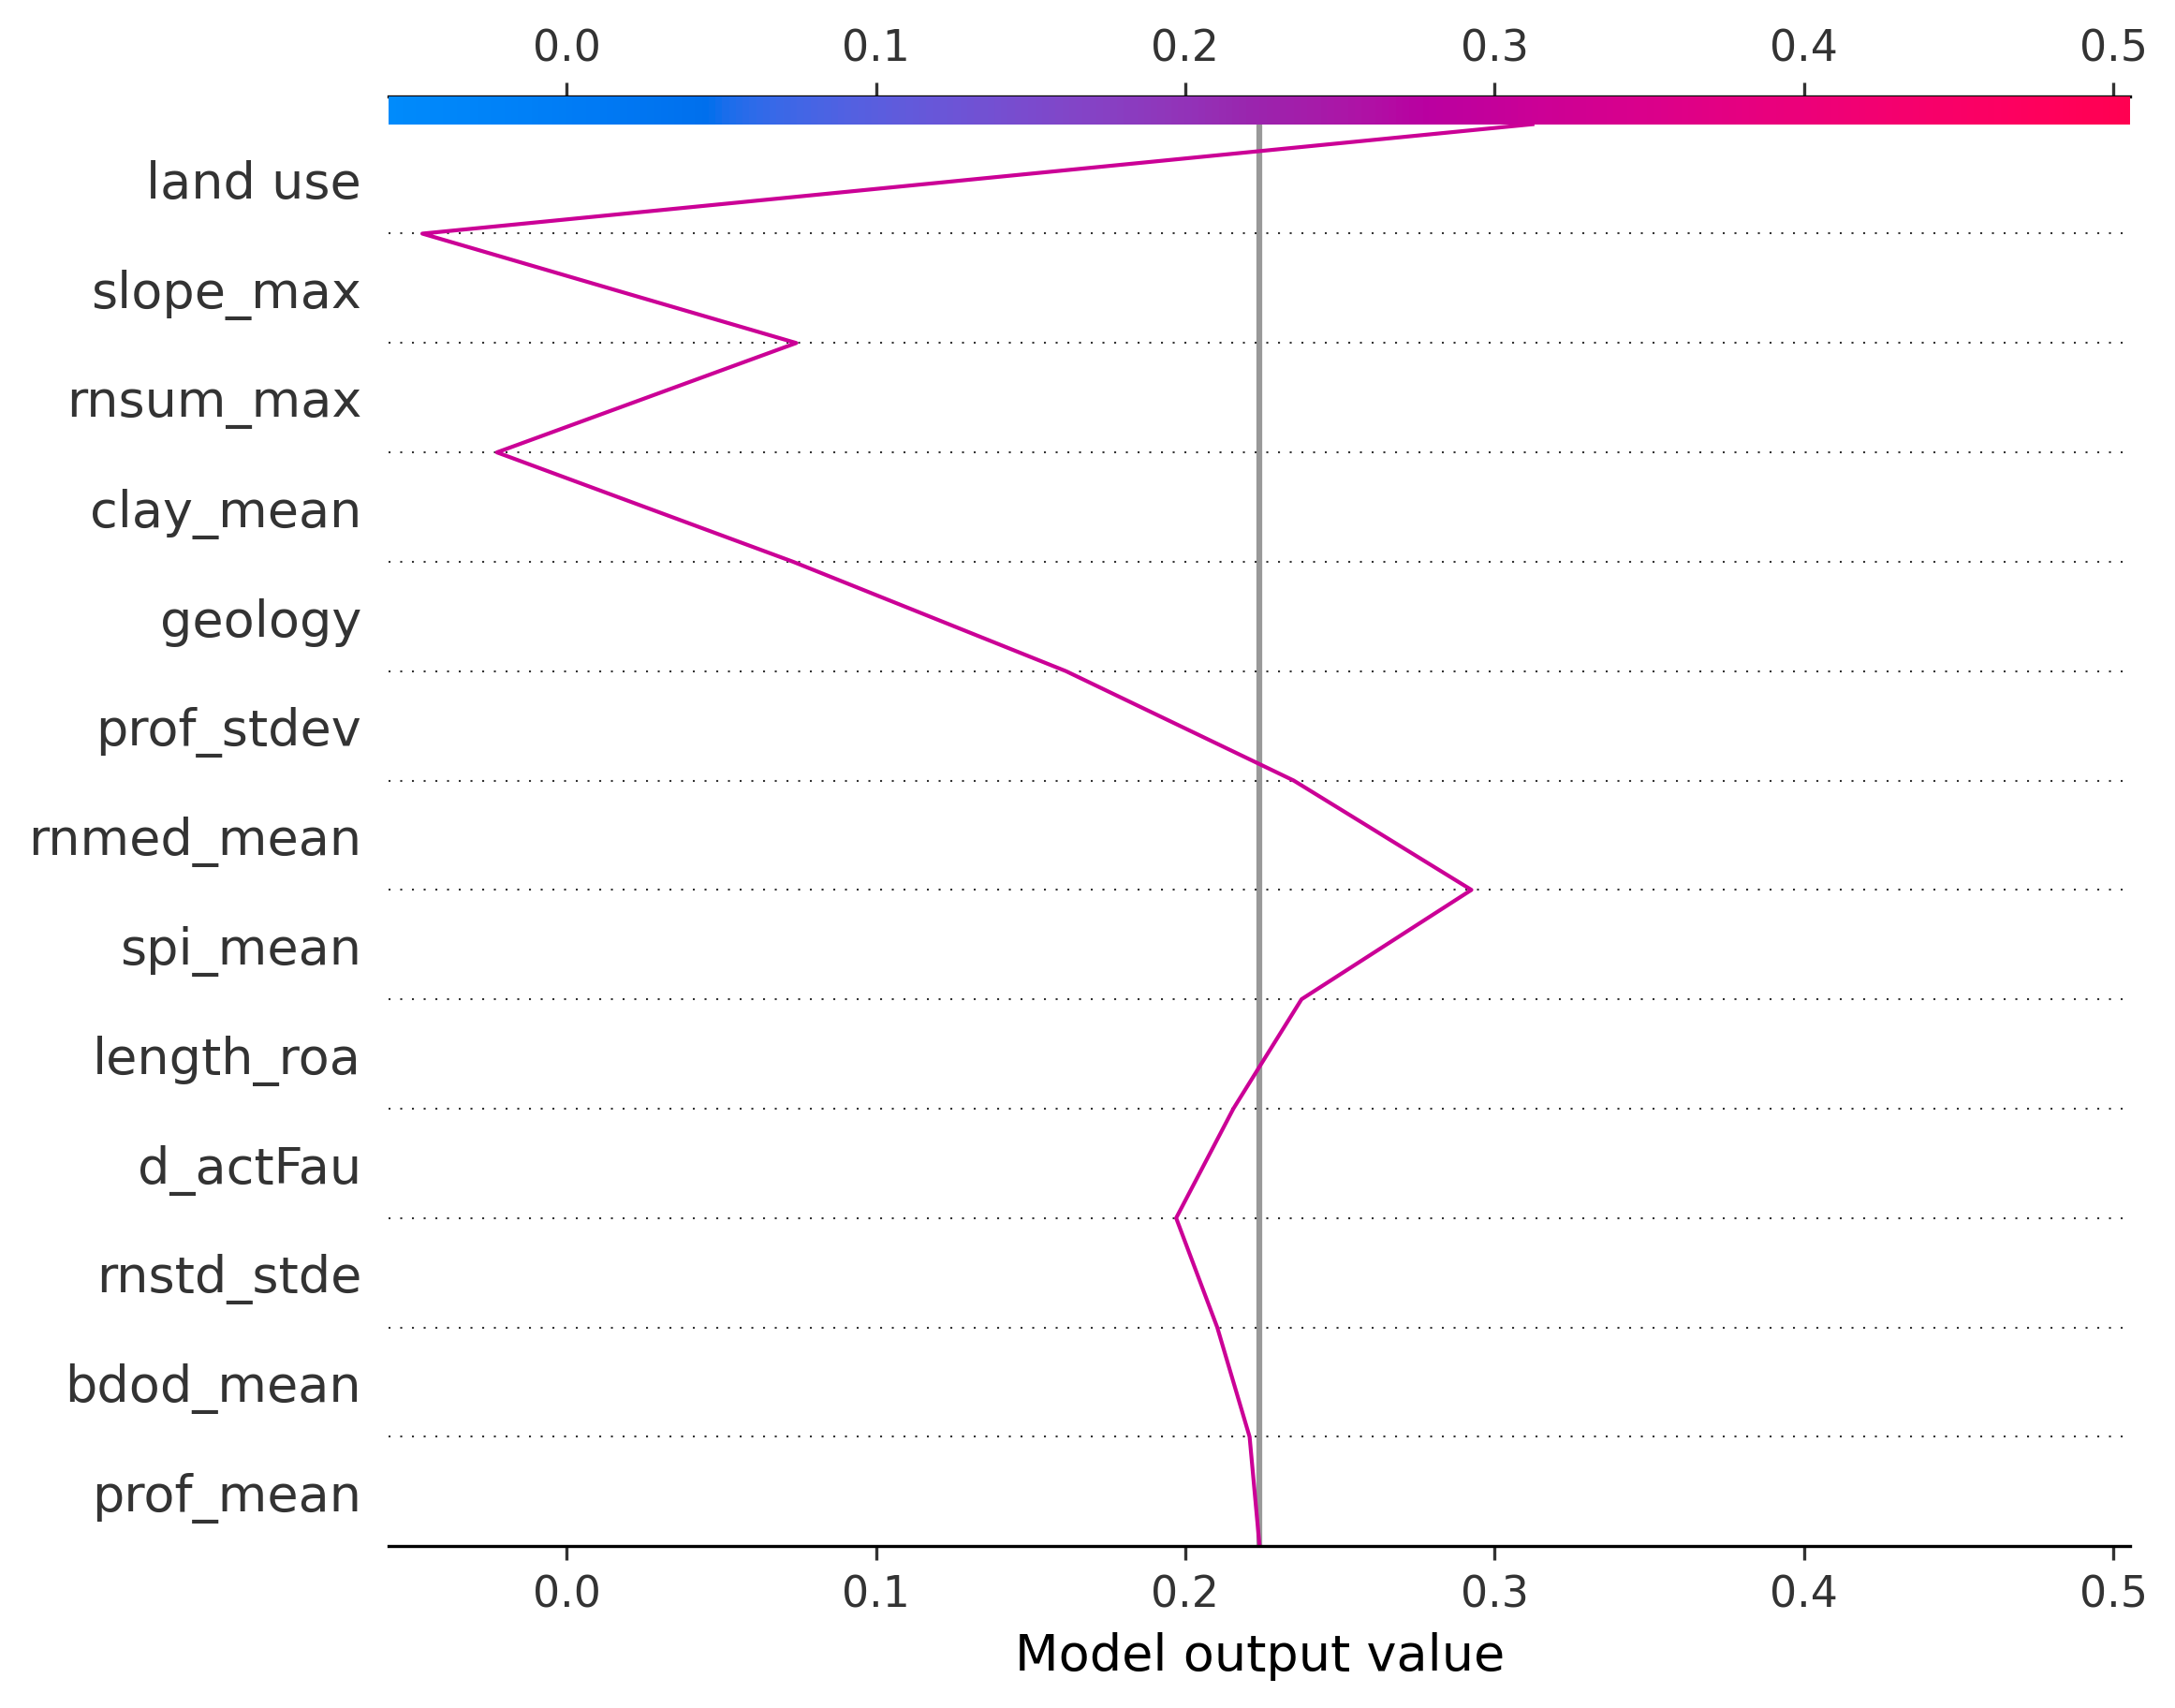 0.0 0.1 0.2 0.3 0.4 0.5
land use
slope_max
rnsum_max
clay_mean
geology
prof_stdev
rnmed_mean
spi_mean
length_roa
d_actFau
rnstd_stde
bdod_mean
prof_mean
0.0 0.1 0.2 0.3 0.4 0.5
Model output value